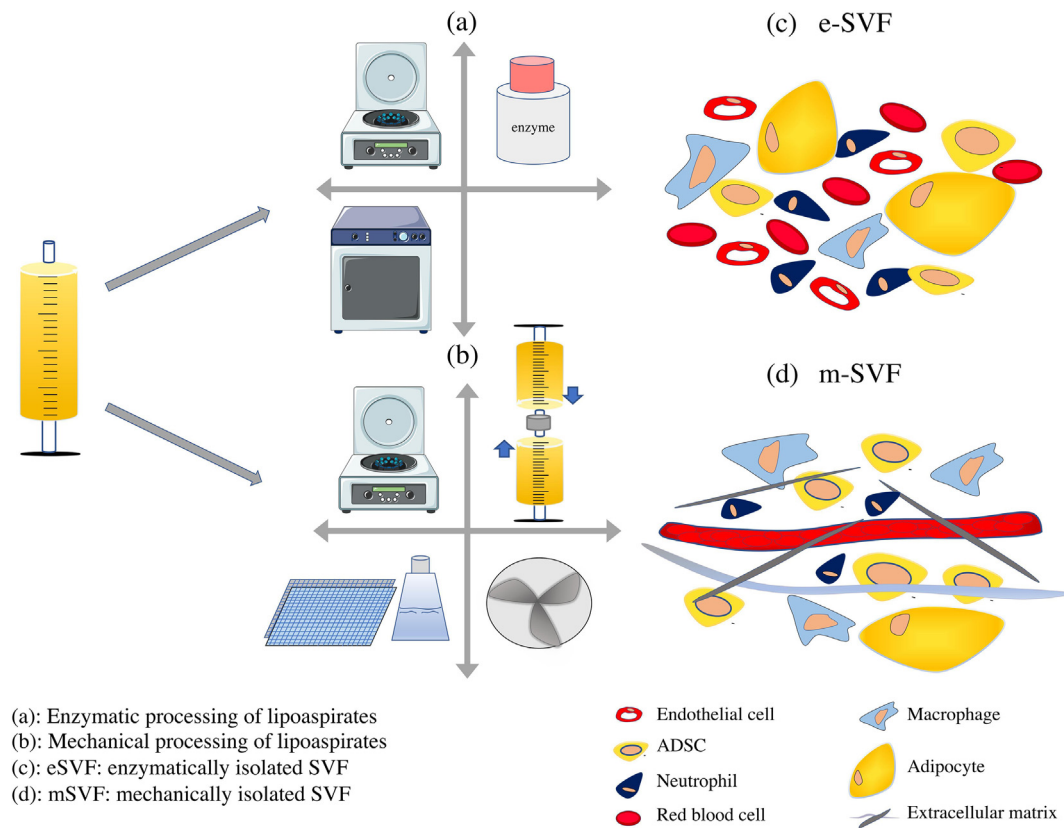 (a)
enzyme
(b)
(c) e-SVF
(d) m-SVF
(a): Enzymatic processing of lipoaspirates
(b): Mechanical processing of lipoaspirates
(c): eSVF: enzymatically isolated SVF
(d): mSVF: mechanically isolated SVF
Endothelial cell
ADSC
Neutrophil
Red blood cell
Macrophage
Adipocyte
Extracellular matrix